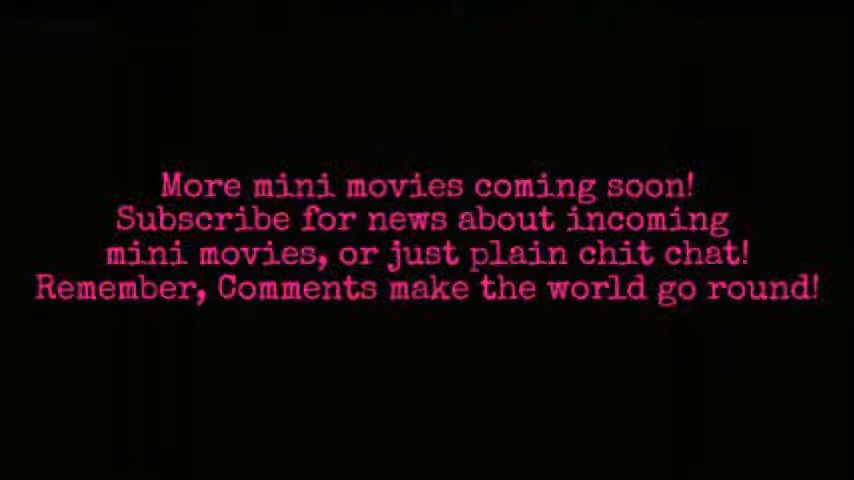 More mini movies coming soon!
Subscribe for news about incoming
mini movies, or just plain chit chat!
Remember, Comments make the world go round!